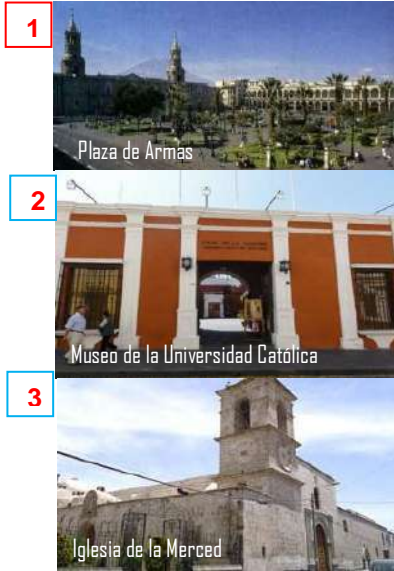 1
Plaza de Armas
2
Museo de la Universidad Católica
3
Iglesia de la Merced